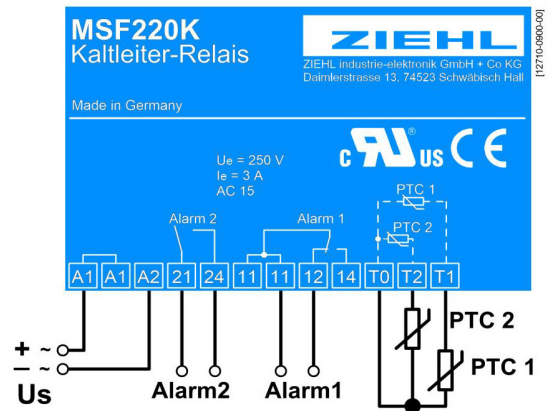 MSF220K
Kaltleiter-Relais
ZIEHL
ZIEHL industrie-elektronik GmbH + Co KG
Daimlerstrasse 13, 74523 Schwäbisch Hall
[12710-0900-00]
Made in Germany
c RU ® US CE
Ue = 250 V
Ie = 3 A
AC 15
PTC 1
PTC 2
Alarm 2
Alarm 1
A1 A1 A2 21 24 11 11 12 14 T0 T2 T1
+ ~
− ~
Us
Alarm2
Alarm1
PTC 2
PTC 1